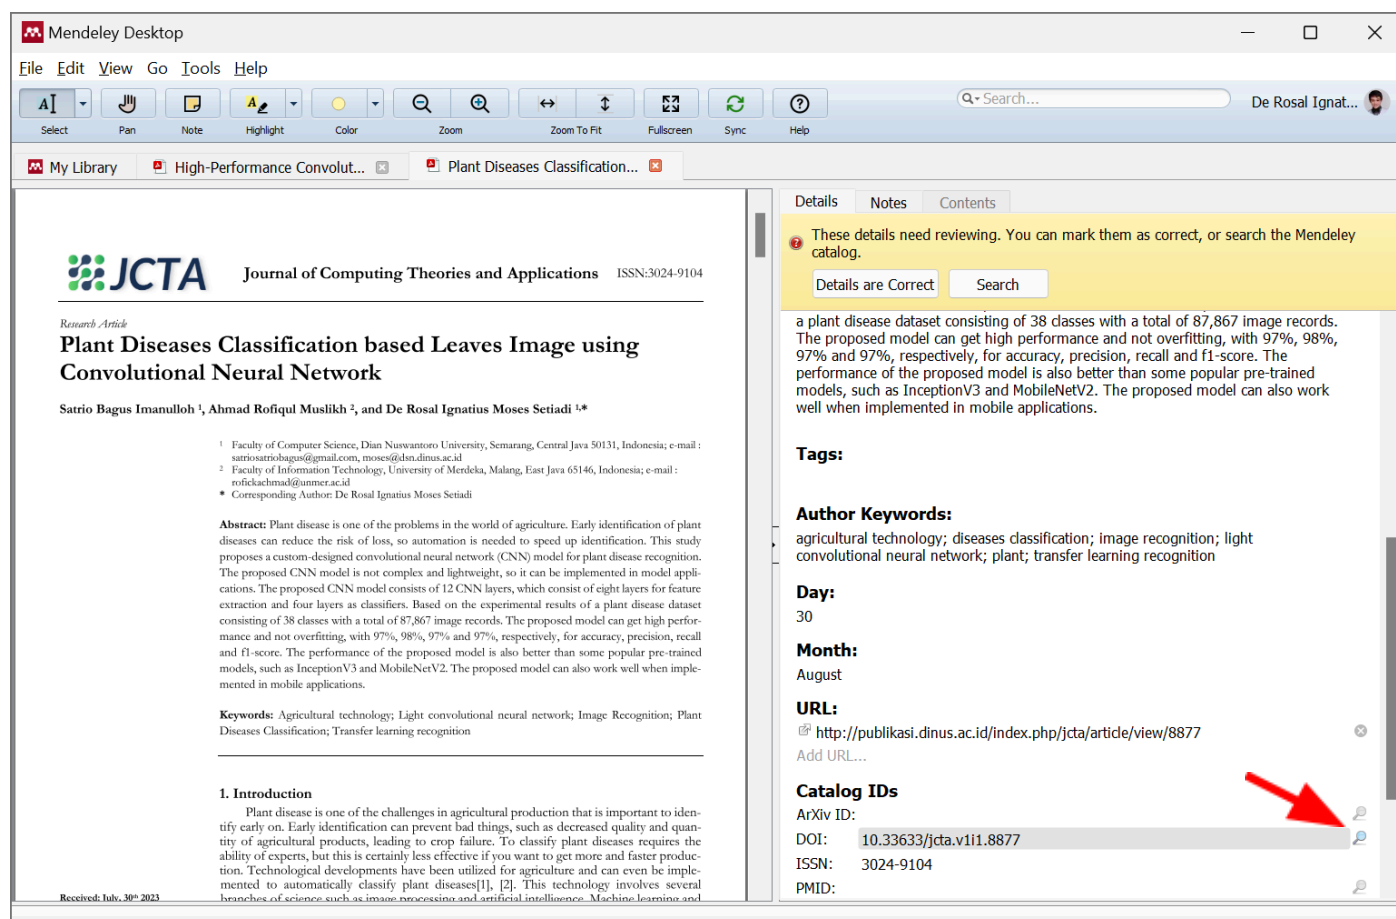 Mendeley Desktop
File Edit View Go Tools Help
Search...
De Rosal Ignat...
Select Pan Note Highlight Color Zoom Zoom To Fit Fullscreen Sync Help
My Library
High-Performance Convolut...
Plant Diseases Classification...
JCTA
Journal of Computing Theories and Applications ISSN:3024-9104
Research Article
Plant Diseases Classification based Leaves Image using
Convolutional Neural Network
Satrio Bagus Imanulloh 1, Ahmad Rofiqul Muslikh 2, and De Rosal Ignatius Moses Setiadi 1,*
1 Faculty of Computer Science, Dian Nuswantoro University, Semarang, Central Java 50131, Indonesia; e-mail :
satriosatriobagus@gmail.com, moses@dsn.dinus.ac.id
2 Faculty of Information Technology, University of Merdeka, Malang, East Java 65146, Indonesia; e-mail :
rofickachmad@unmer.ac.id
* Corresponding Author: De Rosal Ignatius Moses Setiadi
Abstract: Plant disease is one of the problems in the world of agriculture. Early identification of plant
diseases can reduce the risk of loss, so automation is needed to speed up identification. This study
proposes a custom-designed convolutional neural network (CNN) model for plant disease recognition.
The proposed CNN model is not complex and lightweight, so it can be implemented in model appli-
cations. The proposed CNN model consists of 12 CNN layers, which consist of eight layers for feature
extraction and four layers as classifiers. Based on the experimental results of a plant disease dataset
consisting of 38 classes with a total of 87,867 image records. The proposed model can get high perfor-
mance and not overfitting, with 97%, 98%, 97% and 97%, respectively, for accuracy, precision, recall
and f1-score. The performance of the proposed model is also better than some popular pre-trained
models, such as InceptionV3 and MobileNetV2. The proposed model can also work well when imple-
mented in mobile applications.
Keywords: Agricultural technology; Light convolutional neural network; Image Recognition; Plant
Diseases Classification; Transfer learning recognition
1. Introduction
Plant disease is one of the challenges in agricultural production that is important to iden-
tify early on. Early identification can prevent bad things, such as decreased quality and quan-
tity of agricultural products, leading to crop failure. To classify plant diseases requires the
ability of experts, but this is certainly less effective if you want to get more and faster produc-
tion. Technological developments have been utilized for agriculture and can even be imple-
mented to automatically classify plant diseases[1], [2]. This technology involves several
Received: July, 30th 2023
branches of science such as image processing and artificial intelligence. Machine learning and
Details Notes Contents
These details need reviewing. You can mark them as correct, or search the Mendeley
catalog.
Details are Correct Search
a plant disease dataset consisting of 38 classes with a total of 87,867 image records.
The proposed model can get high performance and not overfitting, with 97%, 98%,
97% and 97%, respectively, for accuracy, precision, recall and f1-score. The
performance of the proposed model is also better than some popular pre-trained
models, such as InceptionV3 and MobileNetV2. The proposed model can also work
well when implemented in mobile applications.
Tags:
Author Keywords:
agricultural technology; diseases classification; image recognition; light
convolutional neural network; plant; transfer learning recognition
Day:
30
Month:
August
URL:
http://publikasi.dinus.ac.id/index.php/jcta/article/view/8877
Add URL...
Catalog IDs
ArXiv ID:
DOI: 10.33633/jcta.v1i1.8877
ISSN: 3024-9104
PMID: